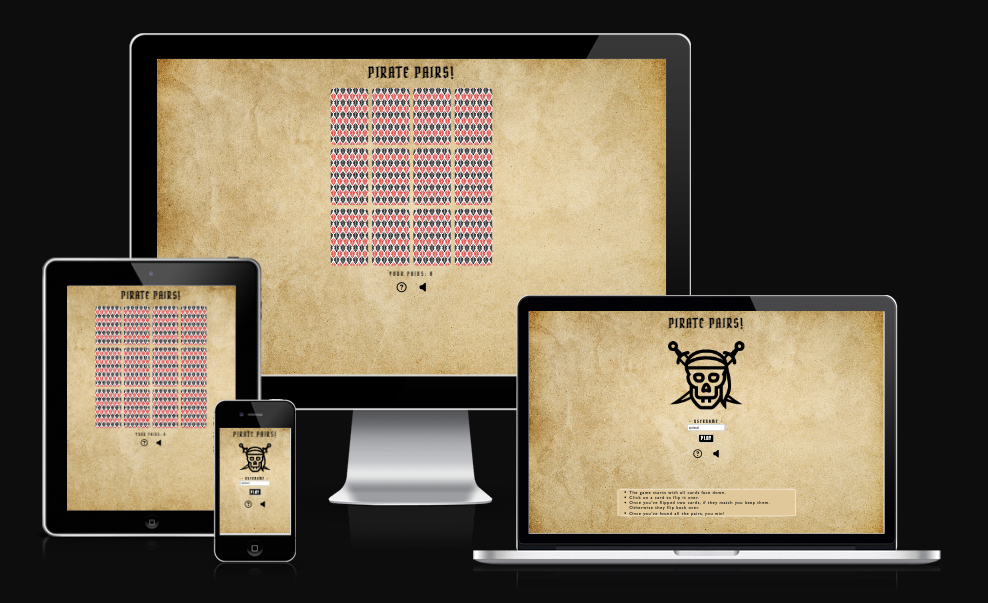 PIRATE PAIRS!
YOUR PAIRS: 0
?
PIRATE PAIRS!
YOUR PAIRS: 0
?
PIRATE PAIRS!
- USERNAME -
PLAY
?
PIRATE PAIRS!
- USERNAME -
PLAY
?
• The game starts with all cards face down.
• Click on a card to flip it over.
• Once you've flipped two cards, if they match you keep them.
Otherwise they flip back over.
• Once you've found all the pairs, you win!